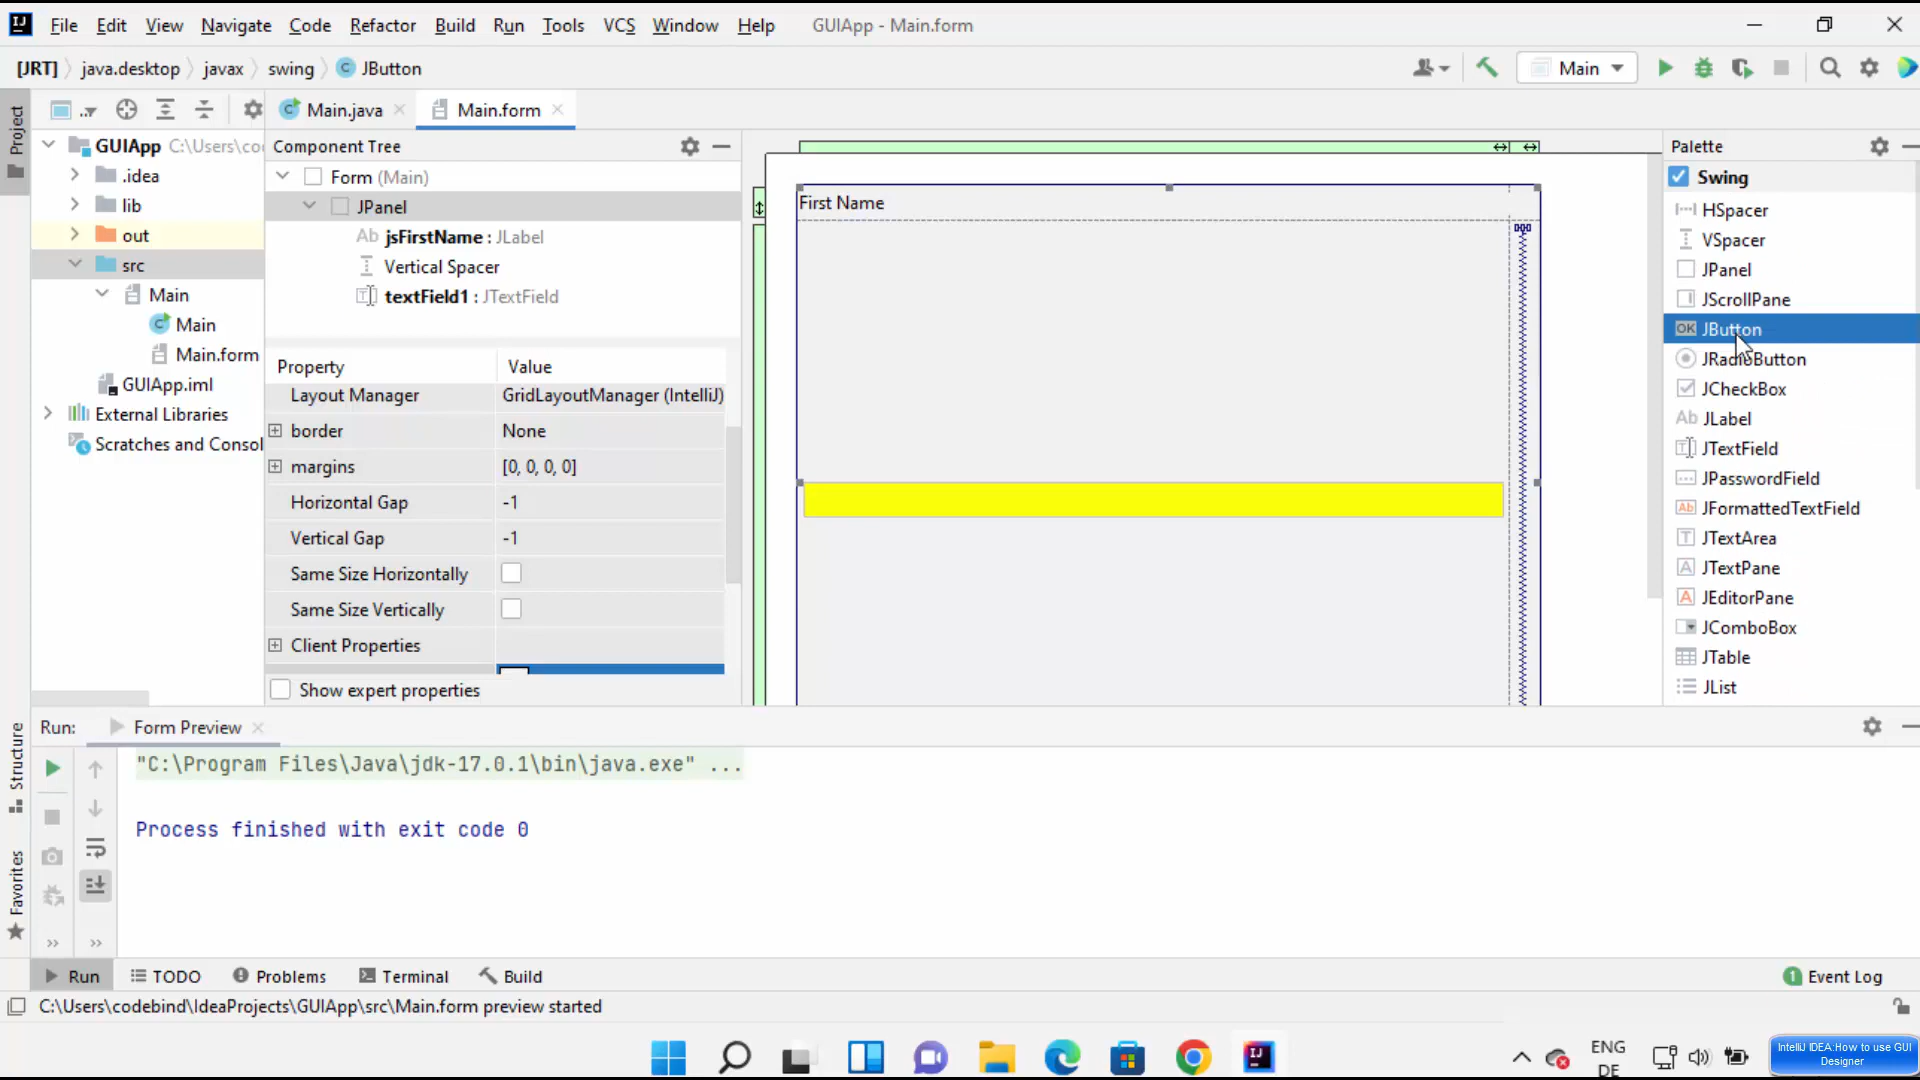 File Edit View Navigate Code Refactor Build Run Tools VCS Window Help GUIApp - Main.form
[JRT] java.desktop javax swing JButton
Main
Project
Main.java
Main.form
GUIApp C:\Users\co
.idea
lib
out
src
Main
Main
Main.form
GUIApp.iml
External Libraries
Scratches and Consol
Component Tree
Form (Main)
JPanel
jsFirstName : JLabel
Vertical Spacer
textField1 : JTextField
Property Value
Layout Manager GridLayoutManager (IntelliJ)
border None
margins [0, 0, 0, 0]
Horizontal Gap -1
Vertical Gap -1
Same Size Horizontally
Same Size Vertically
Client Properties
Show expert properties
First Name
Palette
Swing
HSpacer
VSpacer
JPanel
JScrollPane
JButton
JRadioButton
JCheckBox
JLabel
JTextField
JPasswordField
JFormattedTextField
JTextArea
JTextPane
JEditorPane
JComboBox
JTable
JList
Structure
Favorites
Run: Form Preview
"C:\Program Files\Java\jdk-17.0.1\bin\java.exe" ...
Process finished with exit code 0
Run TODO Problems Terminal Build
1 Event Log
C:\Users\codebind\IdeaProjects\GUIApp\src\Main.form preview started
ENG
DE
IntelliJ IDEA:How to use GUI
Designer